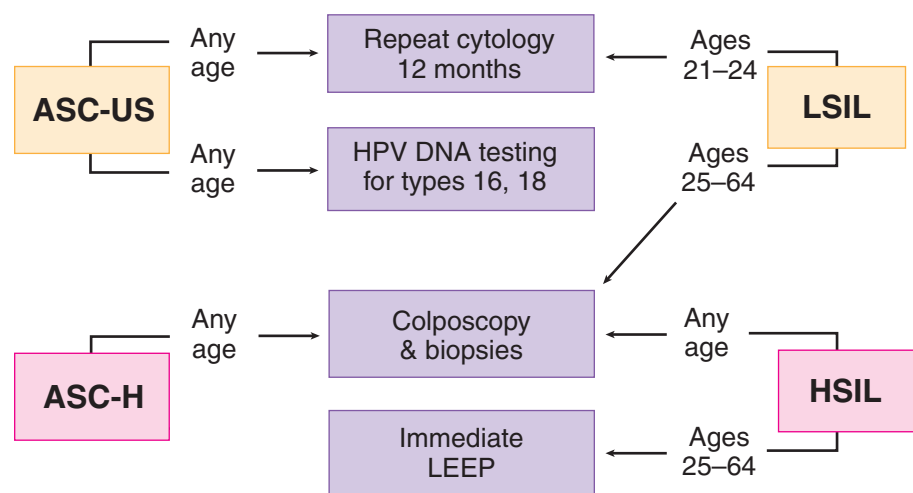 Any
age
Repeat cytology
12 months
Ages
21–24
ASC-US
LSIL
Any
age
HPV DNA testing
for types 16, 18
Ages
25–64
Any
age
Colposcopy
& biopsies
Any
age
ASC-H
HSIL
Immediate
LEEP
Ages
25–64